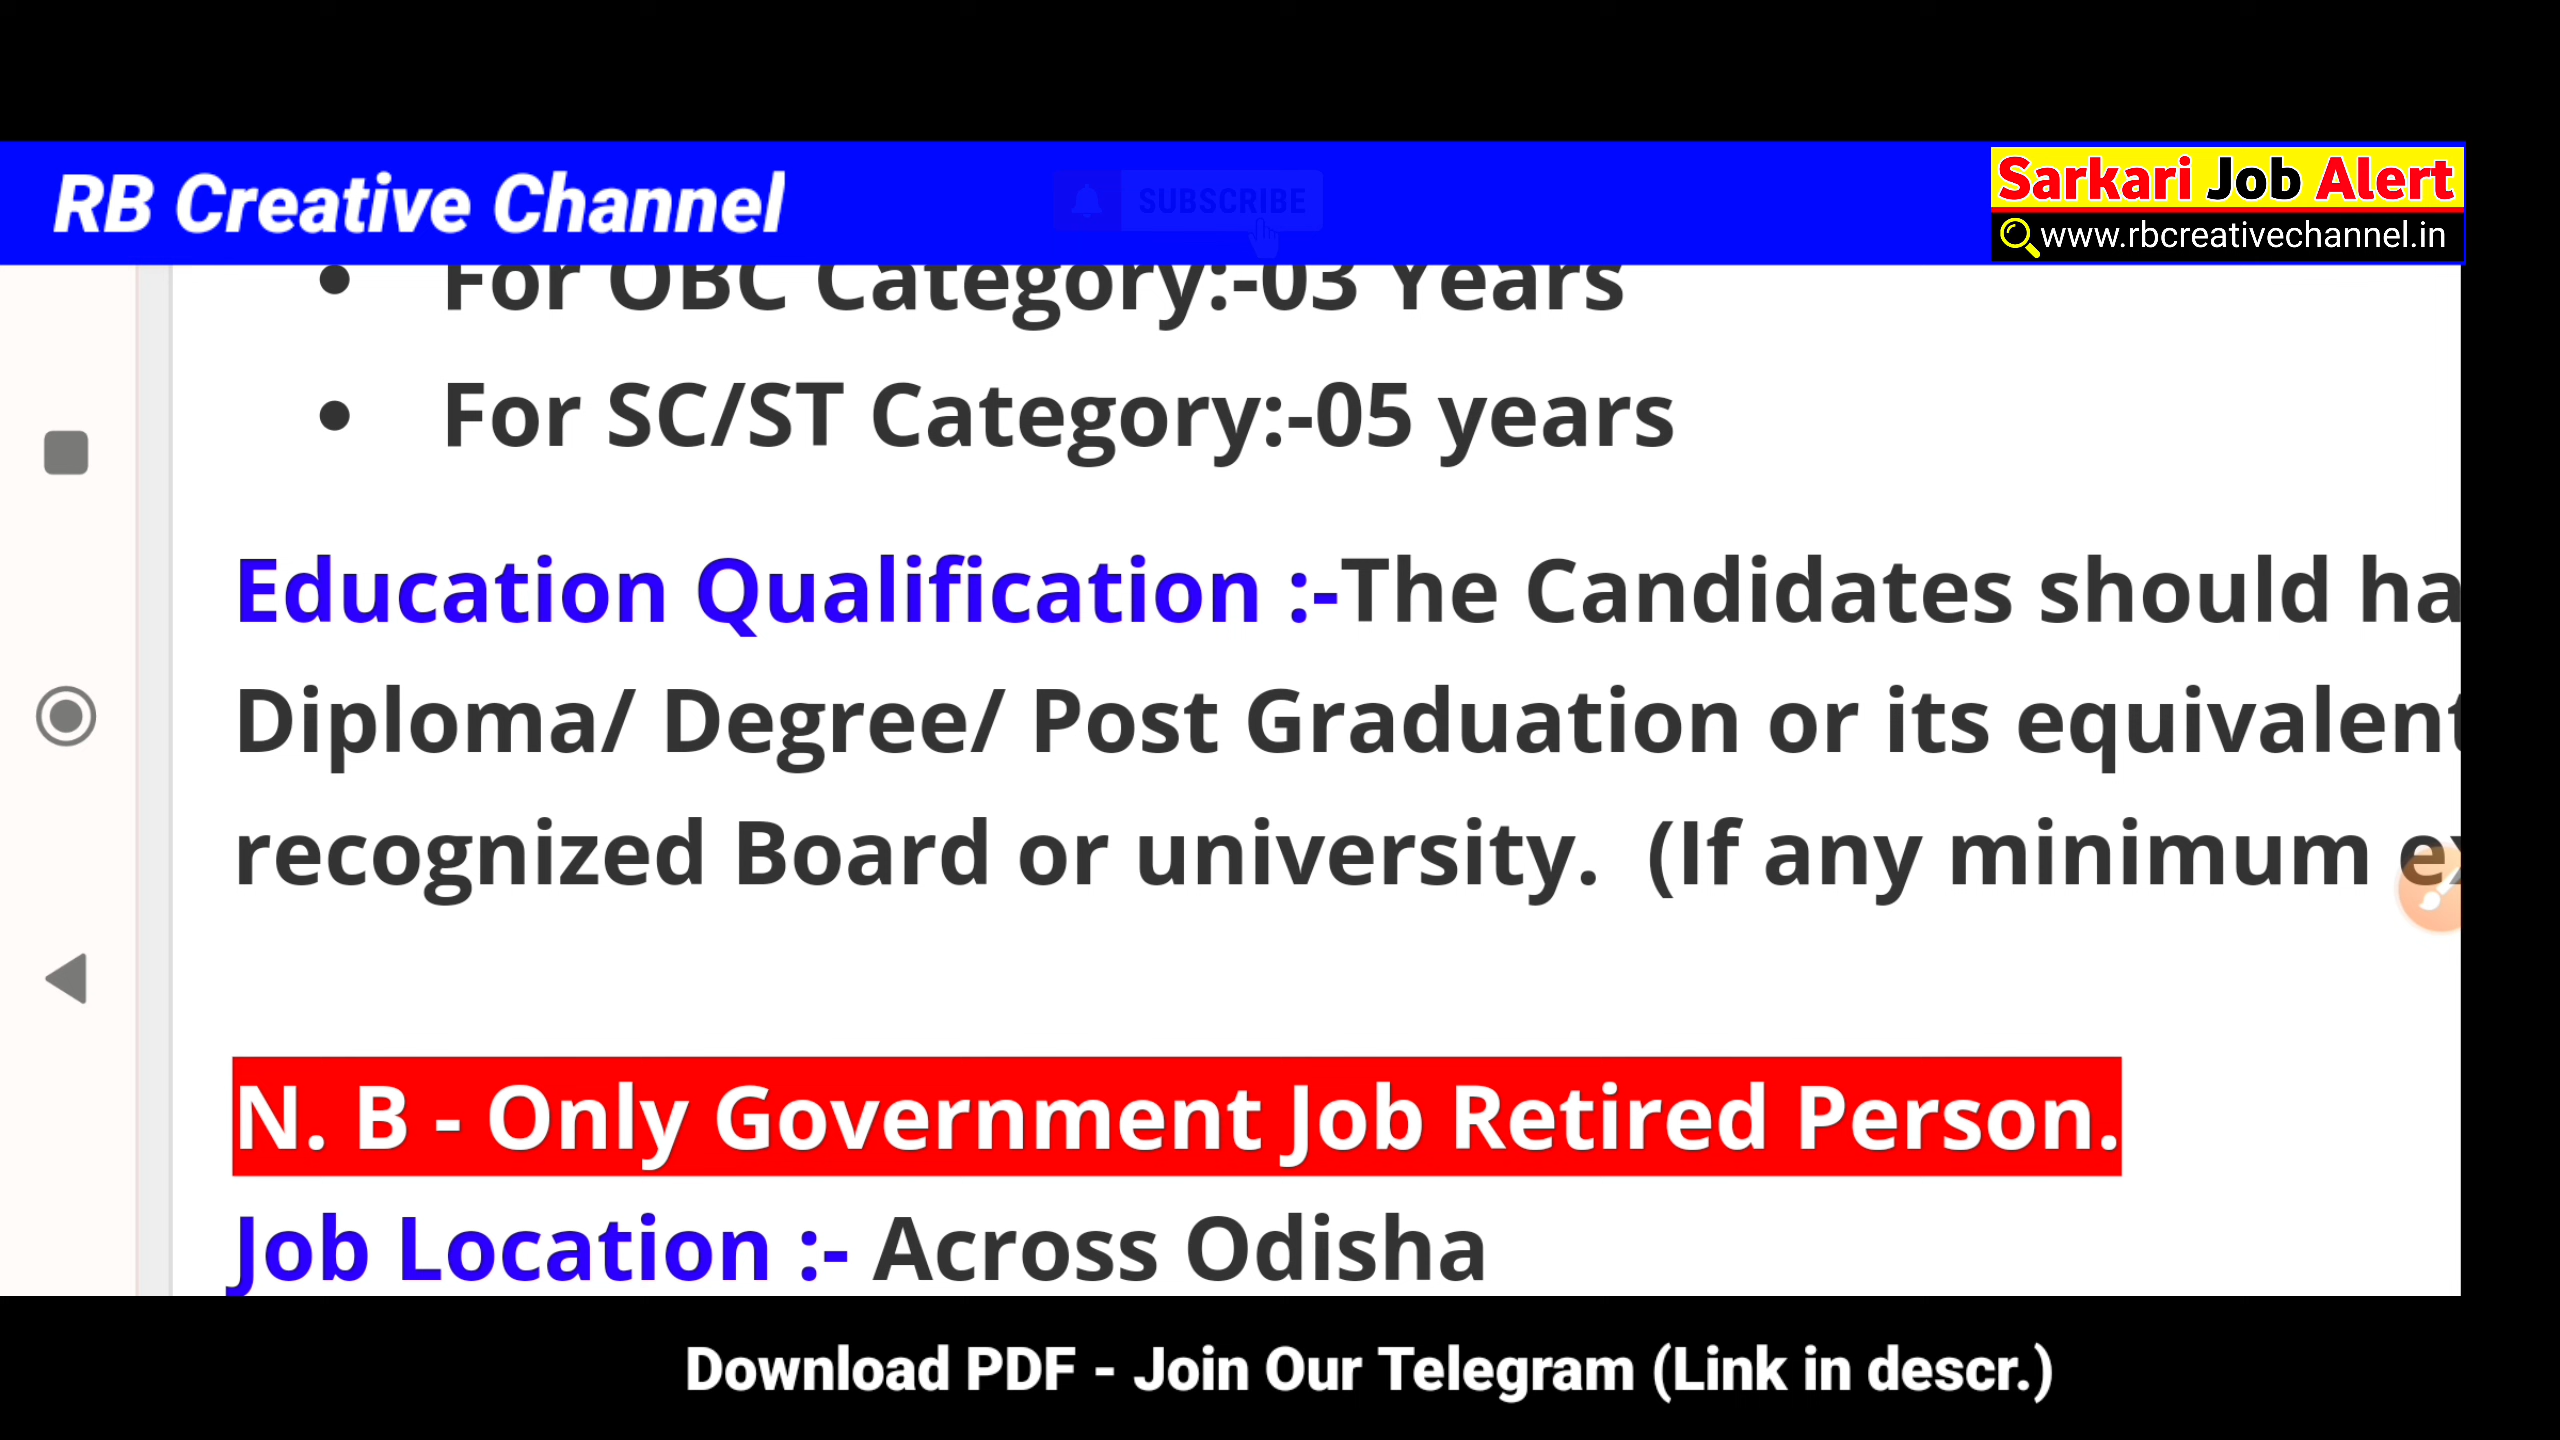 RB Creative Channel
SUBSCRIBE
Sarkari Job Alert
www.rbcreativechannel.in
• For OBC Category:-03 Years
• For SC/ST Category:-05 years
Education Qualification :-The Candidates should ha
Diploma/ Degree/ Post Graduation or its equivalent
recognized Board or university. (If any minimum ex
N. B - Only Government Job Retired Person.
Job Location :- Across Odisha
Download PDF - Join Our Telegram (Link in descr.)